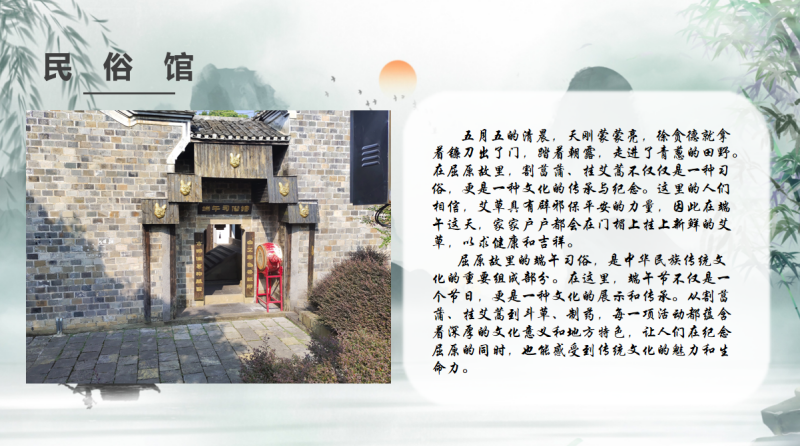 民俗馆
五月五的清晨，天刚蒙蒙亮，徐贵德就拿
着镰刀出了门，踏着朝露，走进了青葱的田野。
在屈原故里，割菖蒲、挂艾蒿不仅仅是一种习
俗，更是一种文化的传承与纪念。这里的人们
相信，艾草具有辟邪保平安的力量，因此在端
午这天，家家户户都会在门楣上挂上新鲜的艾
草，以求健康和吉祥。
屈原故里的端午习俗，是中华民族传统文
化的重要组成部分。在这里，端午节不仅是一
个节日，更是一种文化的展示和传承。从割菖
蒲、挂艾蒿到斗草、制药，每一项活动都蕴含
着深厚的文化意义和地方特色，让人们在纪念
屈原的同时，也能感受到传统文化的魅力和生
命力。